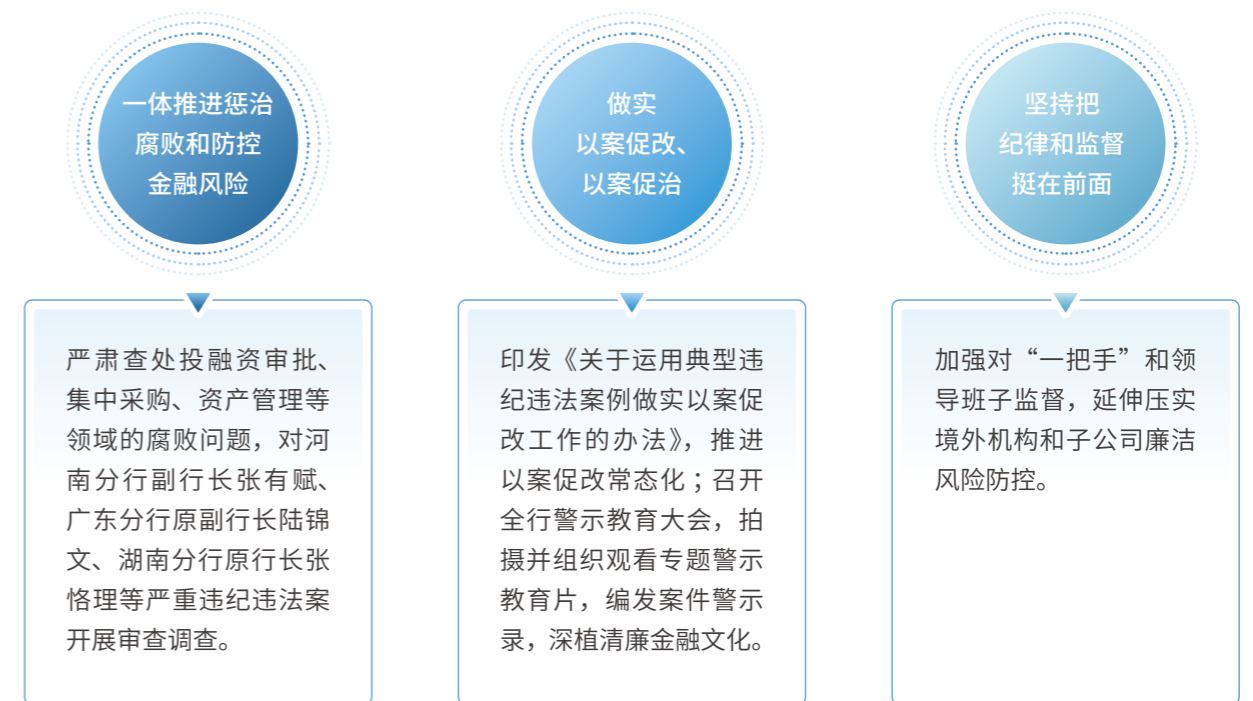 一体推进惩治
腐败和防控
金融风险
严肃查处投融资审批、
集中采购、资产管理等
领域的腐败问题，对河
南分行副行长张有赋、
广东分行原副行长陆锦
文、湖南分行原行长张
恪理等严重违纪违法案
开展审查调查。
做实
以案促改、
以案促治
印发《关于运用典型违
纪违法案例做实以案促
改工作的办法》，推进
以案促改常态化；召开
全行警示教育大会，拍
摄并组织观看专题警示
教育片，编发案件警示
录，深植清廉金融文化。
坚持把
纪律和监督
挺在前面
加强对“一把手”和领
导班子监督，延伸压实
境外机构和子公司廉洁
风险防控。